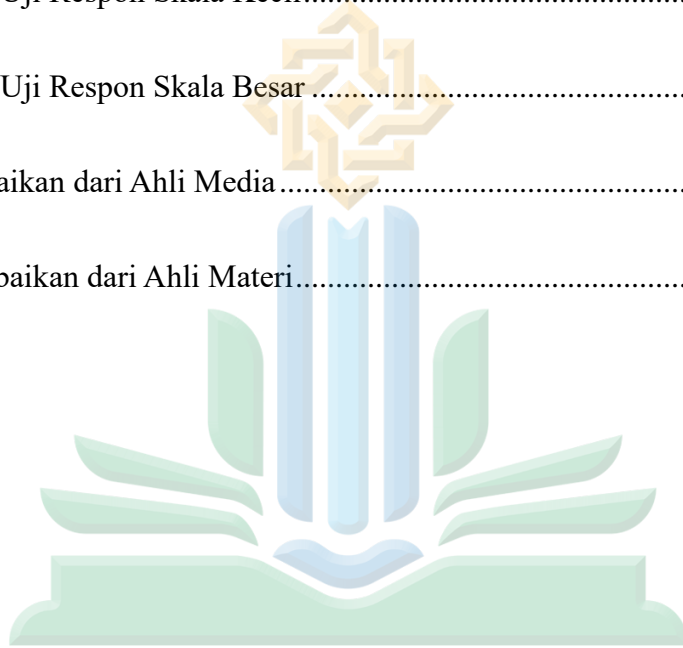 Uji Respon Skala Kecil..............................................
Uji Respon Skala Besar ..............................................
aikan dari Ahli Media ..................................................
baikan dari Ahli Materi................................................